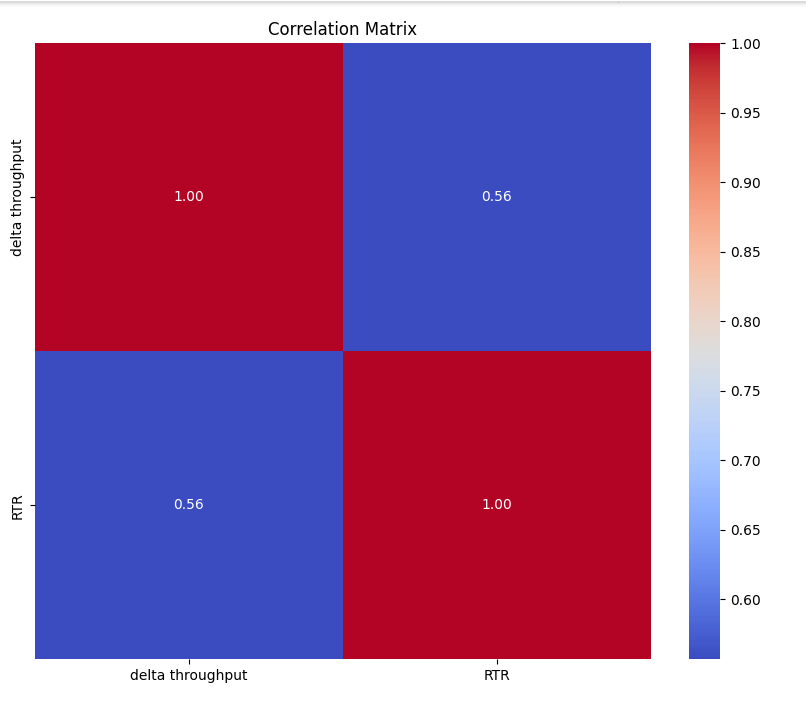 Correlation Matrix
delta throughput
RTR
1.00
0.56
0.56
1.00
delta throughput
RTR
1.00
0.95
0.90
0.85
0.80
0.75
0.70
0.65
0.60